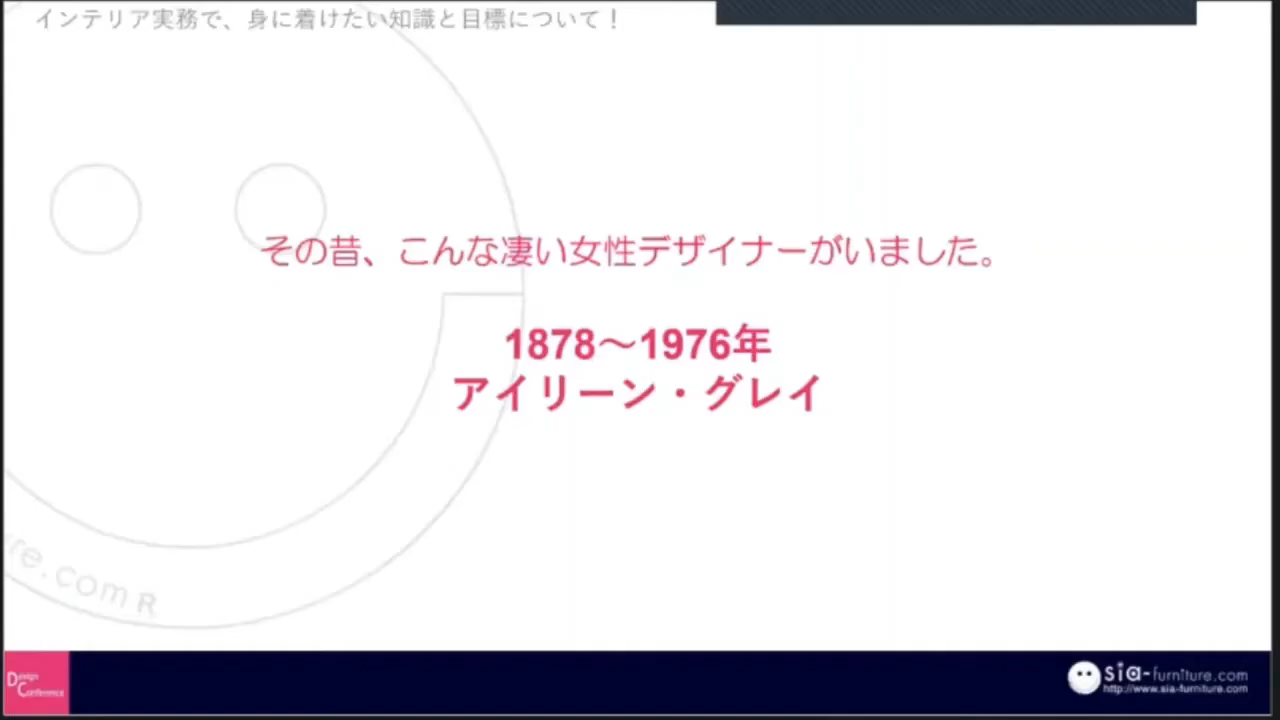 インテリア実務で、身に着けたい知識と目標について！
その昔、こんな凄い女性デザイナーがいました。
1878～1976年
アイリーン・グレイ
re.com R
Design
Conference
sia-furniture.com
http://www.sia-furniture.com